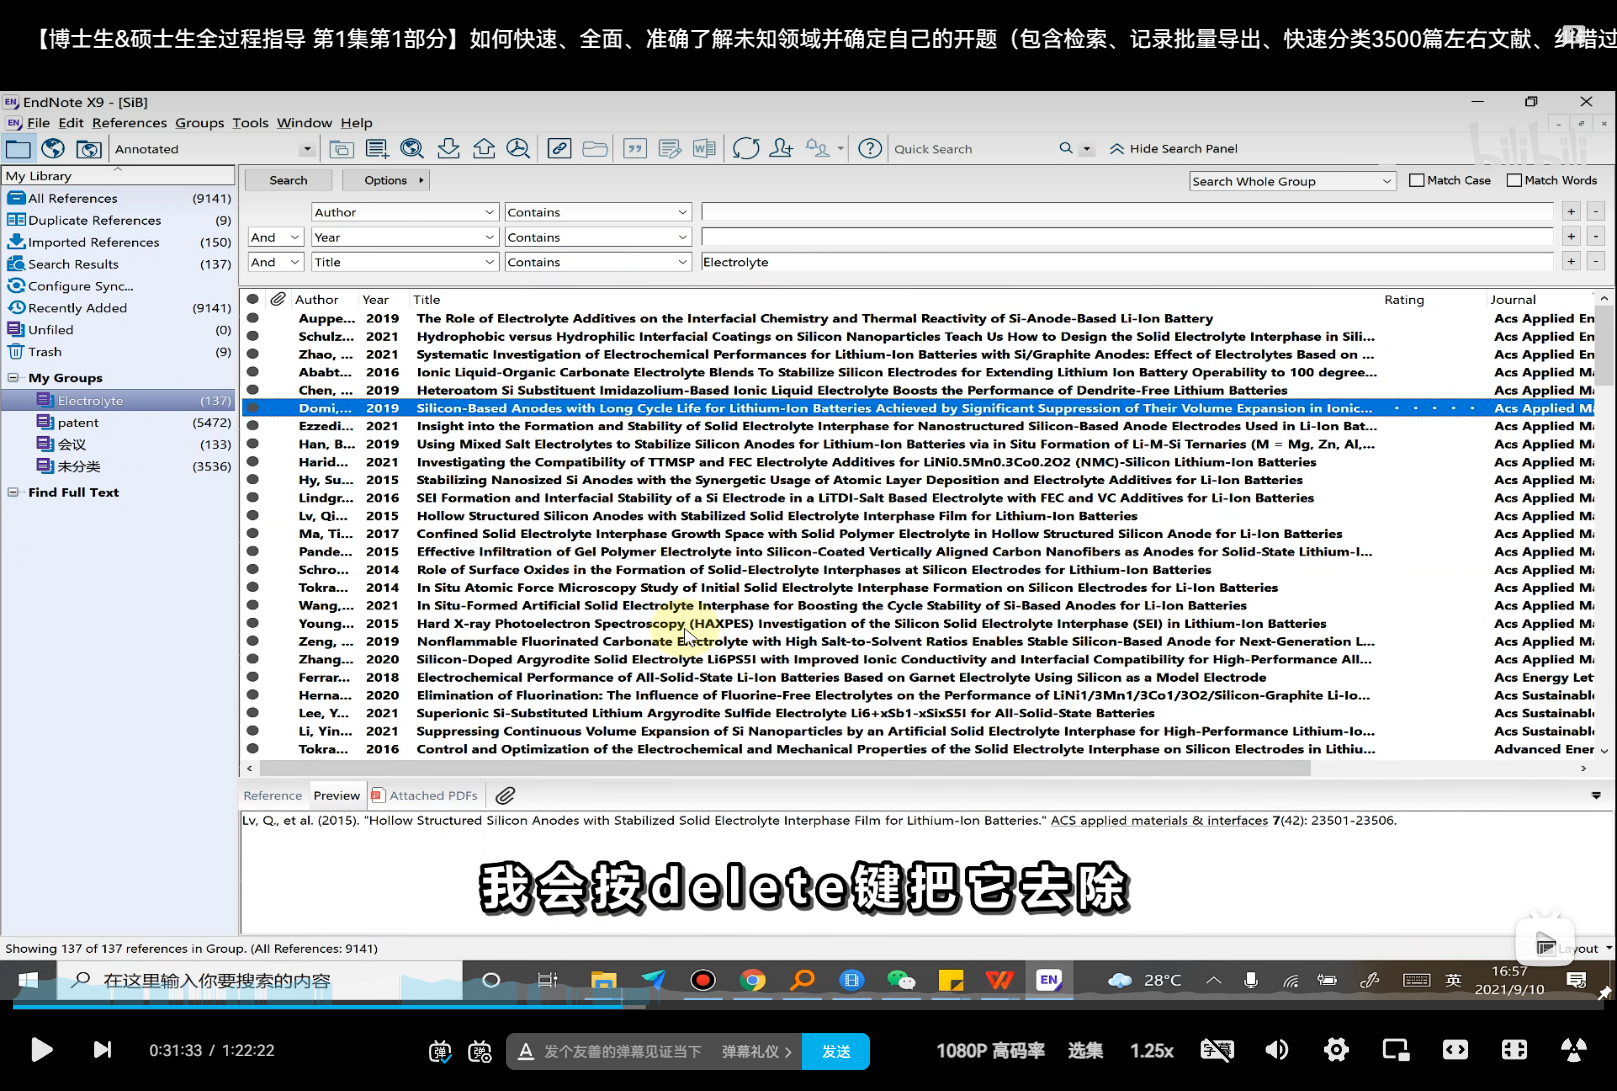 【博士生&硕士生全过程指导 第1集第1部分】如何快速、全面、准确了解未知领域并确定自己的开题（包含检索、记录批量导出、快速分类3500篇左右文献、纠错过
EndNote X9 - [SiB]
File Edit References Groups Tools Window Help
Annotated Quick Search Hide Search Panel
bilibili
My Library
All References (9141)
Duplicate References (9)
Imported References (150)
Search Results (137)
Configure Sync...
Recently Added (9141)
Unfiled (0)
Trash (9)
My Groups
Electrolyte (137)
patent (5472)
会议 (133)
未分类 (3536)
Find Full Text
Search Options Search Whole Group Match Case Match Words
Author Contains + -
And Year Contains + -
And Title Contains Electrolyte + -
Author Year Title Rating Journal
Auppe... 2019 The Role of Electrolyte Additives on the Interfacial Chemistry and Thermal Reactivity of Si-Anode-Based Li-Ion Battery Acs Applied En
Schulz... 2021 Hydrophobic versus Hydrophilic Interfacial Coatings on Silicon Nanoparticles Teach Us How to Design the Solid Electrolyte Interphase in Sili... Acs Applied En
Zhao, ... 2021 Systematic Investigation of Electrochemical Performances for Lithium-Ion Batteries with Si/Graphite Anodes: Effect of Electrolytes Based on ... Acs Applied En
Ababt... 2016 Ionic Liquid-Organic Carbonate Electrolyte Blends To Stabilize Silicon Electrodes for Extending Lithium Ion Battery Operability to 100 degree... Acs Applied Ma
Chen, ... 2019 Heteroatom Si Substituent Imidazolium-Based Ionic Liquid Electrolyte Boosts the Performance of Dendrite-Free Lithium Batteries Acs Applied Ma
Domi,... 2019 Silicon-Based Anodes with Long Cycle Life for Lithium-Ion Batteries Achieved by Significant Suppression of Their Volume Expansion in Ionic... Acs Applied Ma
Ezzedi... 2021 Insight into the Formation and Stability of Solid Electrolyte Interphase for Nanostructured Silicon-Based Anode Electrodes Used in Li-Ion Bat... Acs Applied Ma
Han, B... 2019 Using Mixed Salt Electrolytes to Stabilize Silicon Anodes for Lithium-Ion Batteries via in Situ Formation of Li-M-Si Ternaries (M = Mg, Zn, Al,... Acs Applied Ma
Harid... 2021 Investigating the Compatibility of TTMSP and FEC Electrolyte Additives for LiNi0.5Mn0.3Co0.2O2 (NMC)-Silicon Lithium-Ion Batteries Acs Applied Ma
Hy, Su... 2015 Stabilizing Nanosized Si Anodes with the Synergetic Usage of Atomic Layer Deposition and Electrolyte Additives for Li-Ion Batteries Acs Applied Ma
Lindgr... 2016 SEI Formation and Interfacial Stability of a Si Electrode in a LiTDI-Salt Based Electrolyte with FEC and VC Additives for Li-Ion Batteries Acs Applied Ma
Lv, Qi... 2015 Hollow Structured Silicon Anodes with Stabilized Solid Electrolyte Interphase Film for Lithium-Ion Batteries Acs Applied Ma
Ma, Ti... 2017 Confined Solid Electrolyte Interphase Growth Space with Solid Polymer Electrolyte in Hollow Structured Silicon Anode for Li-Ion Batteries Acs Applied Ma
Pande... 2015 Effective Infiltration of Gel Polymer Electrolyte into Silicon-Coated Vertically Aligned Carbon Nanofibers as Anodes for Solid-State Lithium-I... Acs Applied Ma
Schro... 2014 Role of Surface Oxides in the Formation of Solid-Electrolyte Interphases at Silicon Electrodes for Lithium-Ion Batteries Acs Applied Ma
Tokra... 2014 In Situ Atomic Force Microscopy Study of Initial Solid Electrolyte Interphase Formation on Silicon Electrodes for Li-Ion Batteries Acs Applied Ma
Wang,... 2021 In Situ-Formed Artificial Solid Electrolyte Interphase for Boosting the Cycle Stability of Si-Based Anodes for Li-Ion Batteries Acs Applied Ma
Young... 2015 Hard X-ray Photoelectron Spectroscopy (HAXPES) Investigation of the Silicon Solid Electrolyte Interphase (SEI) in Lithium-Ion Batteries Acs Applied Ma
Zeng, ... 2019 Nonflammable Fluorinated Carbonate Electrolyte with High Salt-to-Solvent Ratios Enables Stable Silicon-Based Anode for Next-Generation L... Acs Applied Ma
Zhang... 2020 Silicon-Doped Argyrodite Solid Electrolyte Li6PS5I with Improved Ionic Conductivity and Interfacial Compatibility for High-Performance All... Acs Applied Ma
Ferrar... 2018 Electrochemical Performance of All-Solid-State Li-Ion Batteries Based on Garnet Electrolyte Using Silicon as a Model Electrode Acs Energy Let
Herna... 2020 Elimination of Fluorination: The Influence of Fluorine-Free Electrolytes on the Performance of LiNi1/3Mn1/3Co1/3O2/Silicon-Graphite Li-Io... Acs Sustainabl
Lee, Y... 2021 Superionic Si-Substituted Lithium Argyrodite Sulfide Electrolyte Li6+xSb1-xSixS5I for All-Solid-State Batteries Acs Sustainabl
Li, Yin... 2021 Suppressing Continuous Volume Expansion of Si Nanoparticles by an Artificial Solid Electrolyte Interphase for High-Performance Lithium-Io... Acs Sustainabl
Tokra... 2016 Control and Optimization of the Electrochemical and Mechanical Properties of the Solid Electrolyte Interphase on Silicon Electrodes in Lithiu... Advanced Ener
Reference Preview Attached PDFs
Lv, Q., et al. (2015). "Hollow Structured Silicon Anodes with Stabilized Solid Electrolyte Interphase Film for Lithium-Ion Batteries." ACS applied materials & interfaces 7(42): 23501-23506.
我会按delete键把它去除
Showing 137 of 137 references in Group. (All References: 9141)
在这里输入你要搜索的内容 EN 28°C 英 16:57
2021/9/10
0:31:33 / 1:22:22 弹 弹 A 发个友善的弹幕见证当下 弹幕礼仪 > 发送 1080P 高码率 选集 1.25x 字幕